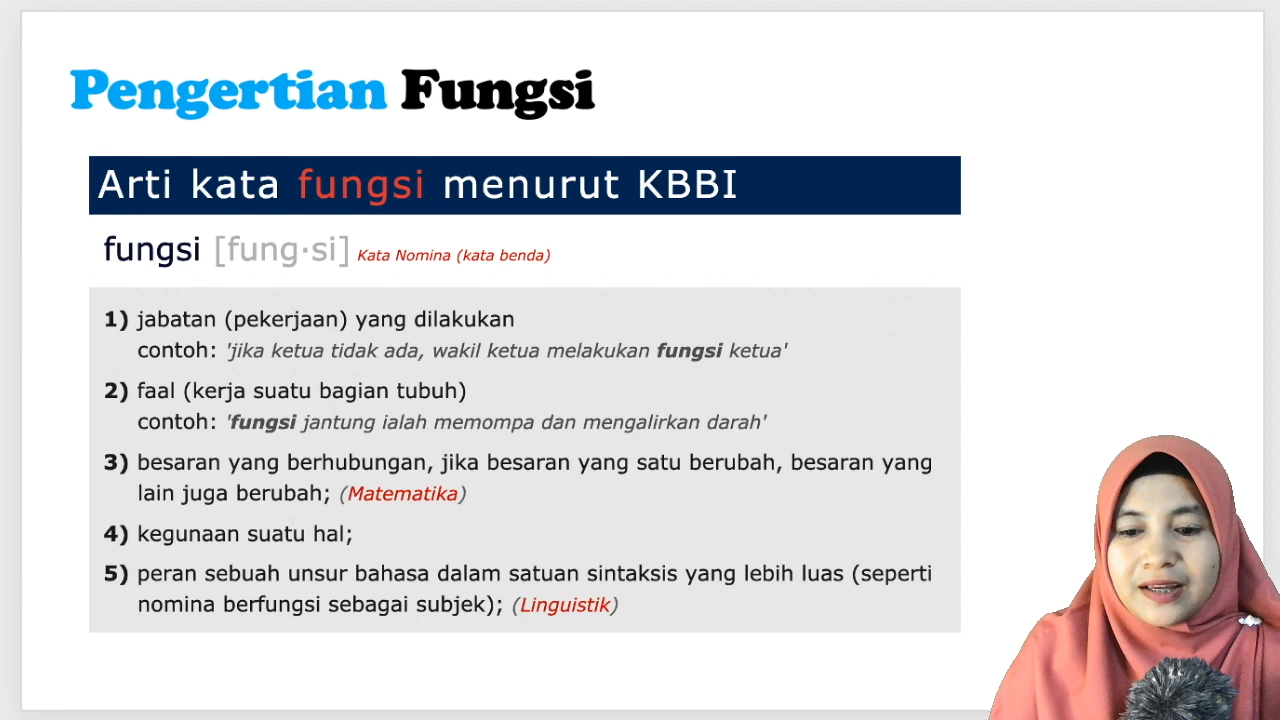 Pengertian Fungsi
Arti kata fungsi menurut KBBI
fungsi [fung·si] Kata Nomina (kata benda)
1) jabatan (pekerjaan) yang dilakukan
contoh: 'jika ketua tidak ada, wakil ketua melakukan fungsi ketua'
2) faal (kerja suatu bagian tubuh)
contoh: 'fungsi jantung ialah memompa dan mengalirkan darah'
3) besaran yang berhubungan, jika besaran yang satu berubah, besaran yang
lain juga berubah; (Matematika)
4) kegunaan suatu hal;
5) peran sebuah unsur bahasa dalam satuan sintaksis yang lebih luas (seperti
nomina berfungsi sebagai subjek); (Linguistik)